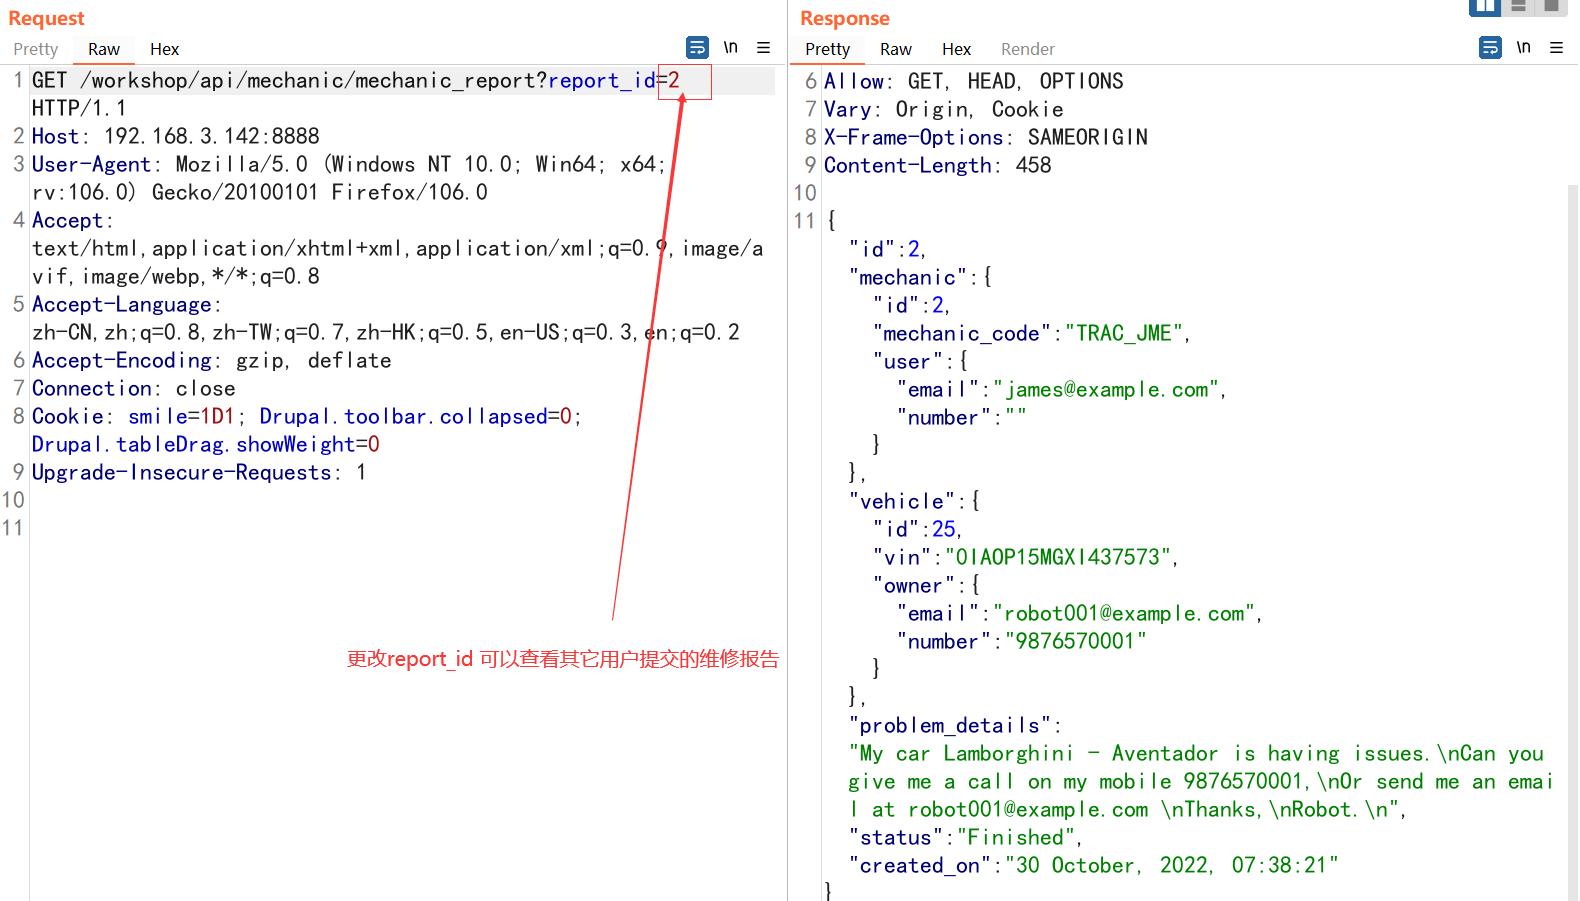 Request
Pretty Raw Hex \n
1 GET /workshop/api/mechanic/mechanic_report?report_id=2
HTTP/1.1
2 Host: 192.168.3.142:8888
3 User-Agent: Mozilla/5.0 (Windows NT 10.0; Win64; x64;
rv:106.0) Gecko/20100101 Firefox/106.0
4 Accept:
text/html,application/xhtml+xml,application/xml;q=0.9,image/a
vif,image/webp,*/*;q=0.8
5 Accept-Language:
zh-CN,zh;q=0.8,zh-TW;q=0.7,zh-HK;q=0.5,en-US;q=0.3,en;q=0.2
6 Accept-Encoding: gzip, deflate
7 Connection: close
8 Cookie: smile=1D1; Drupal.toolbar.collapsed=0;
Drupal.tableDrag.showWeight=0
9 Upgrade-Insecure-Requests: 1
10
11
更改report_id 可以查看其它用户提交的维修报告
Response
Pretty Raw Hex Render \n
6 Allow: GET, HEAD, OPTIONS
7 Vary: Origin, Cookie
8 X-Frame-Options: SAMEORIGIN
9 Content-Length: 458
10
11 {
"id":2,
"mechanic":{
"id":2,
"mechanic_code":"TRAC_JME",
"user":{
"email":"james@example.com",
"number":""
}
},
"vehicle":{
"id":25,
"vin":"0IAOP15MGXI437573",
"owner":{
"email":"robot001@example.com",
"number":"9876570001"
}
},
"problem_details":
"My car Lamborghini - Aventador is having issues.\nCan you
give me a call on my mobile 9876570001,\nOr send me an emai
l at robot001@example.com \nThanks,\nRobot.\n",
"status":"Finished",
"created_on":"30 October, 2022, 07:38:21"
}